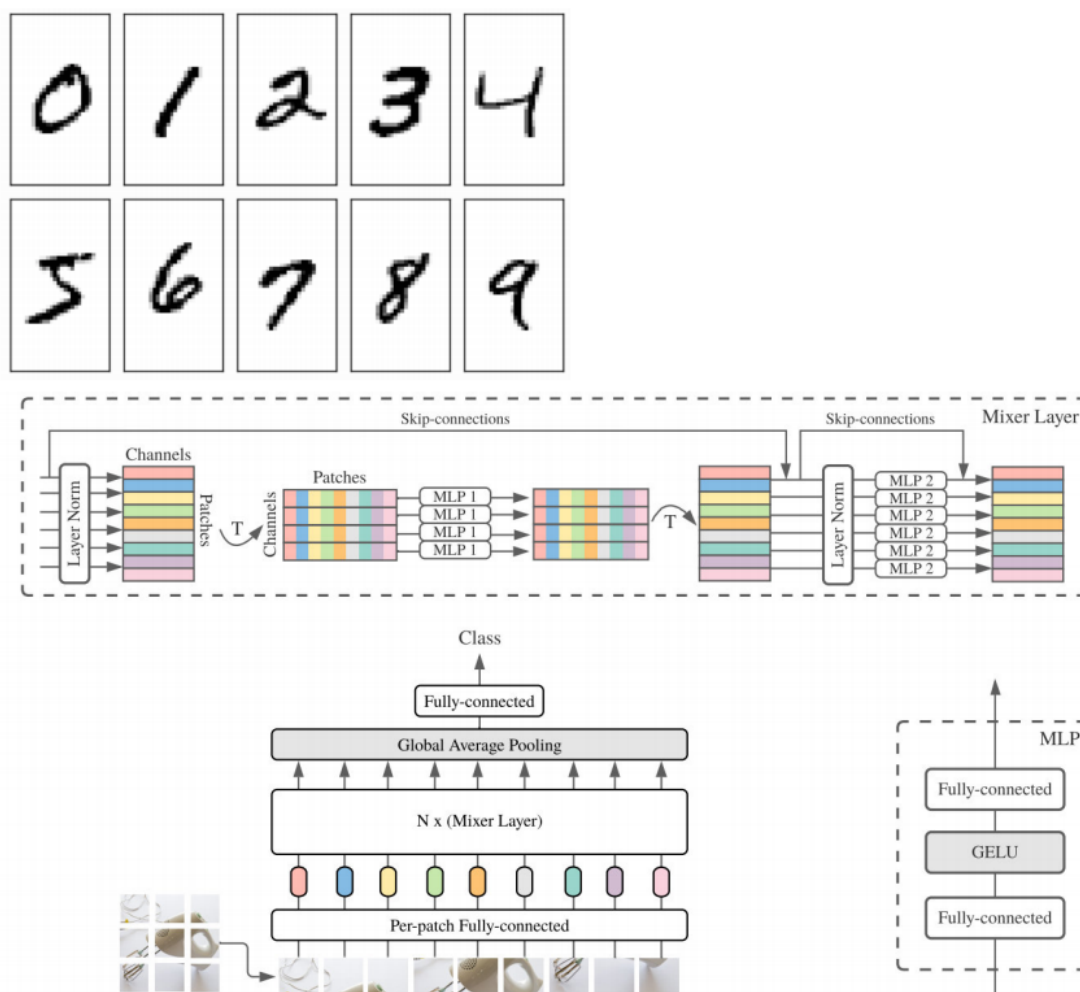 0 1 2 3 4
5 6 7 8 9
Skip-connections
Skip-connections
Mixer Layer
Channels
Layer Norm
Patches
T
Patches
Channels
MLP 1
MLP 1
MLP 1
MLP 1
T
Layer Norm
MLP 2
MLP 2
MLP 2
MLP 2
MLP 2
MLP 2
Class
Fully-connected
Global Average Pooling
N x (Mixer Layer)
Per-patch Fully-connected
MLP
Fully-connected
GELU
Fully-connected